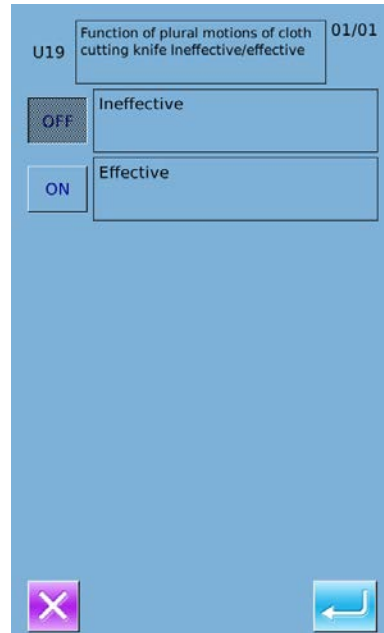 U19
Function of plural motions of cloth
cutting knife Ineffective/effective
01/01
OFF
Ineffective
ON
Effective